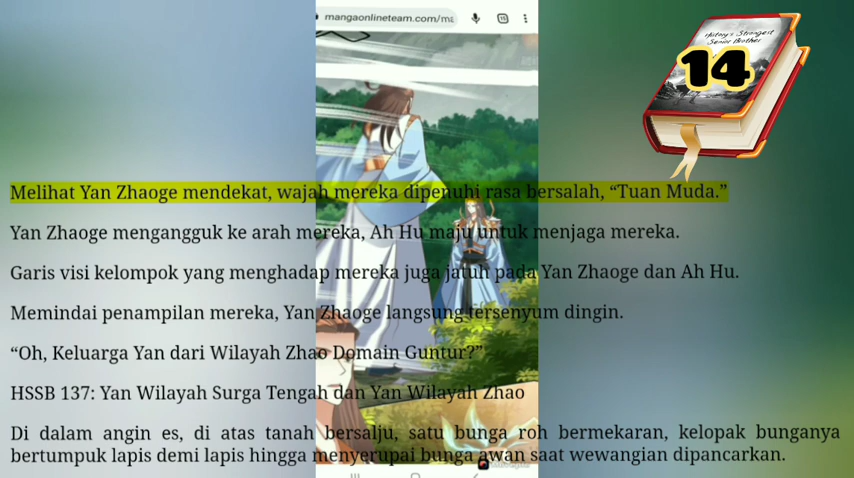 mangaonlineteam.com/ma
History's Strongest
Senior Brother
14
Melihat Yan Zhaoge mendekat, wajah mereka dipenuhi rasa bersalah, “Tuan Muda.”
Yan Zhaoge mengangguk ke arah mereka, Ah Hu maju untuk menjaga mereka.
Garis visi kelompok yang menghadap mereka juga jatuh pada Yan Zhaoge dan Ah Hu.
Memindai penampilan mereka, Yan Zhaoge langsung tersenyum dingin.
“Oh, Keluarga Yan dari Wilayah Zhao Domain Guntur?”
HSSB 137: Yan Wilayah Surga Tengah dan Yan Wilayah Zhao
Di dalam angin es, di atas tanah bersalju, satu bunga roh bermekaran, kelopak bunganya
bertumpuk lapis demi lapis hingga menyerupai bunga awan saat wewangian dipancarkan.